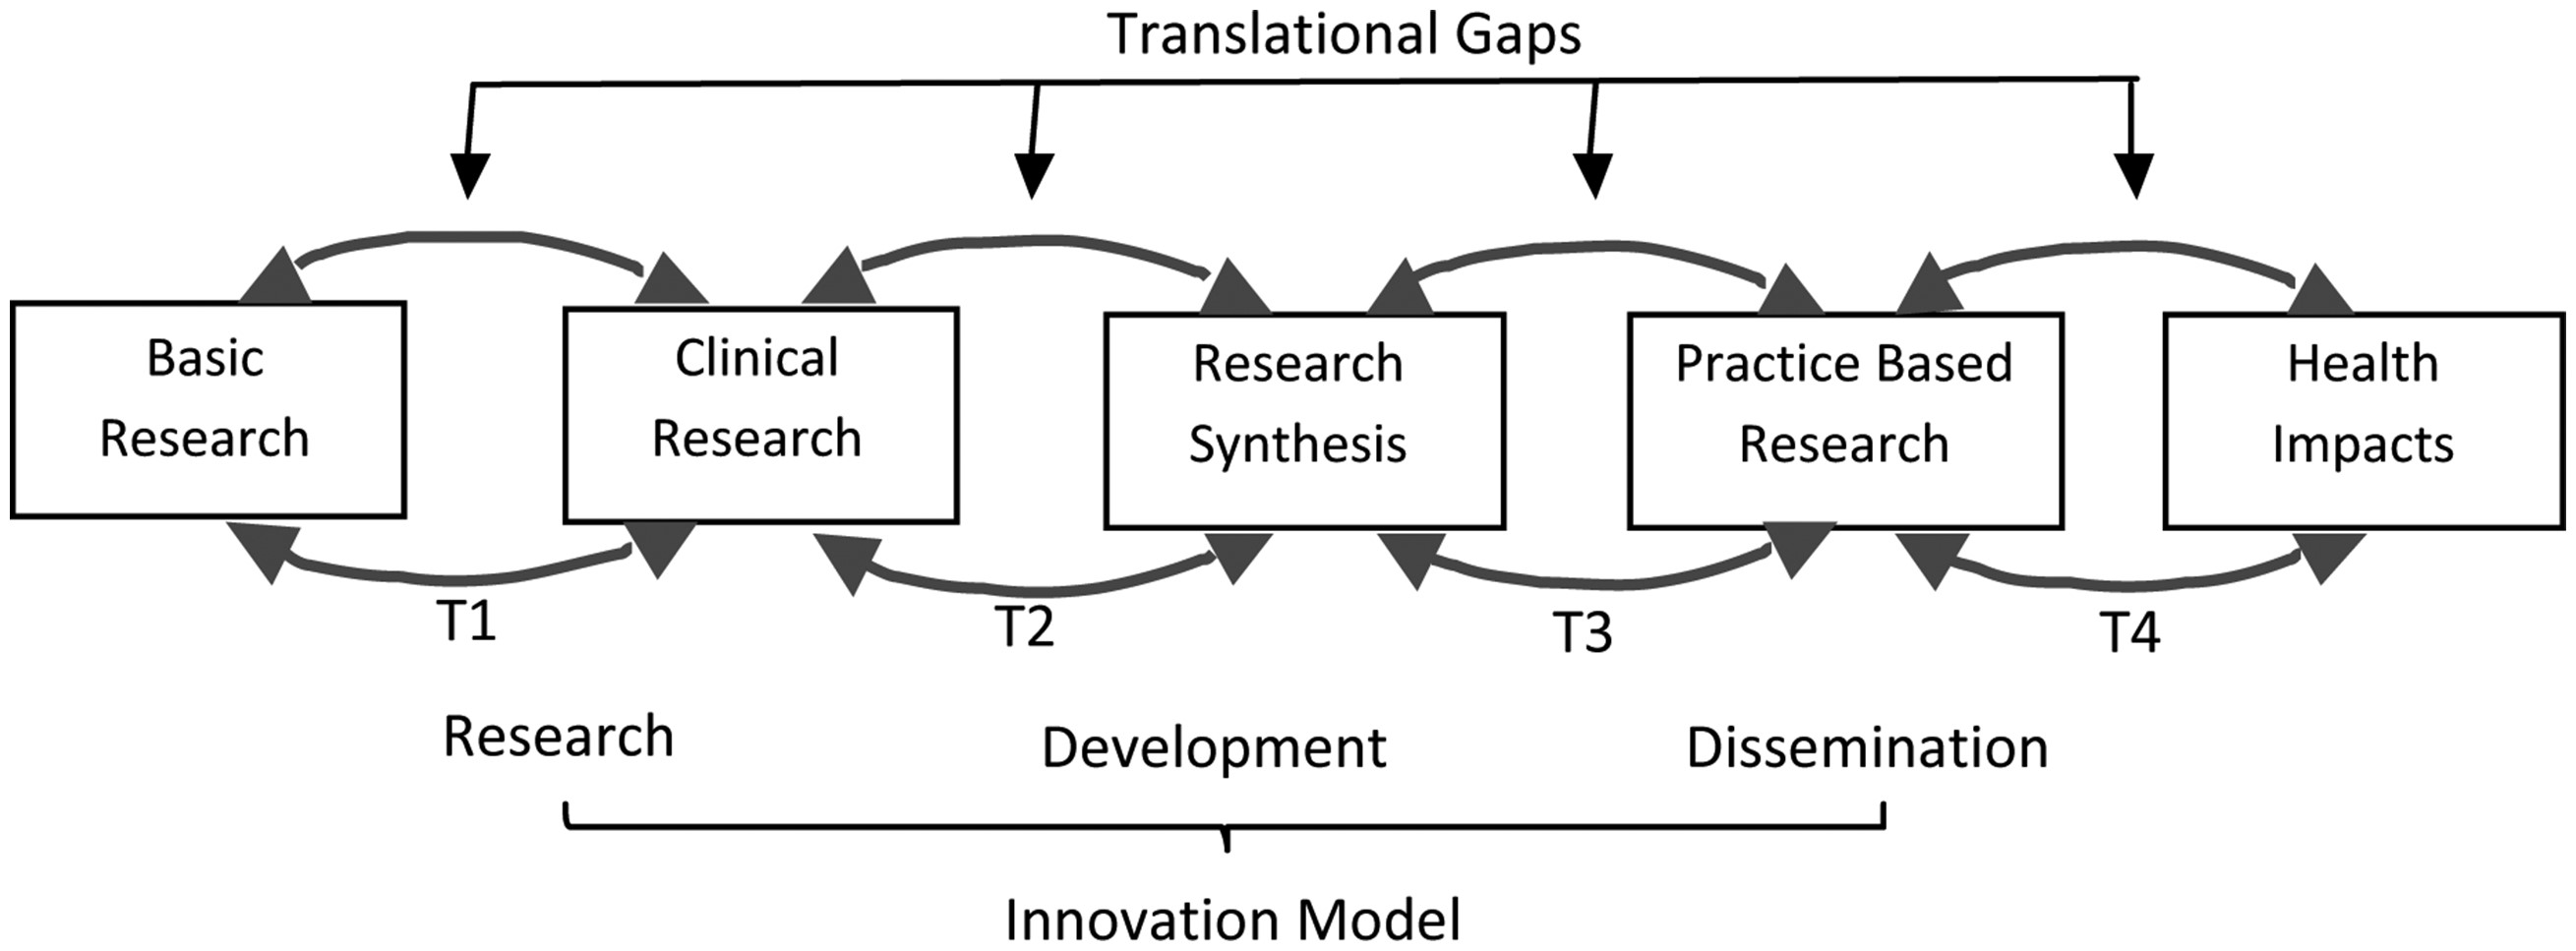 Translational Gaps
Basic
Research
Clinical
Research
Research
Synthesis
Practice Based
Research
Health
Impacts
T1
T2
T3
T4
Research
Development
Dissemination
Innovation Model